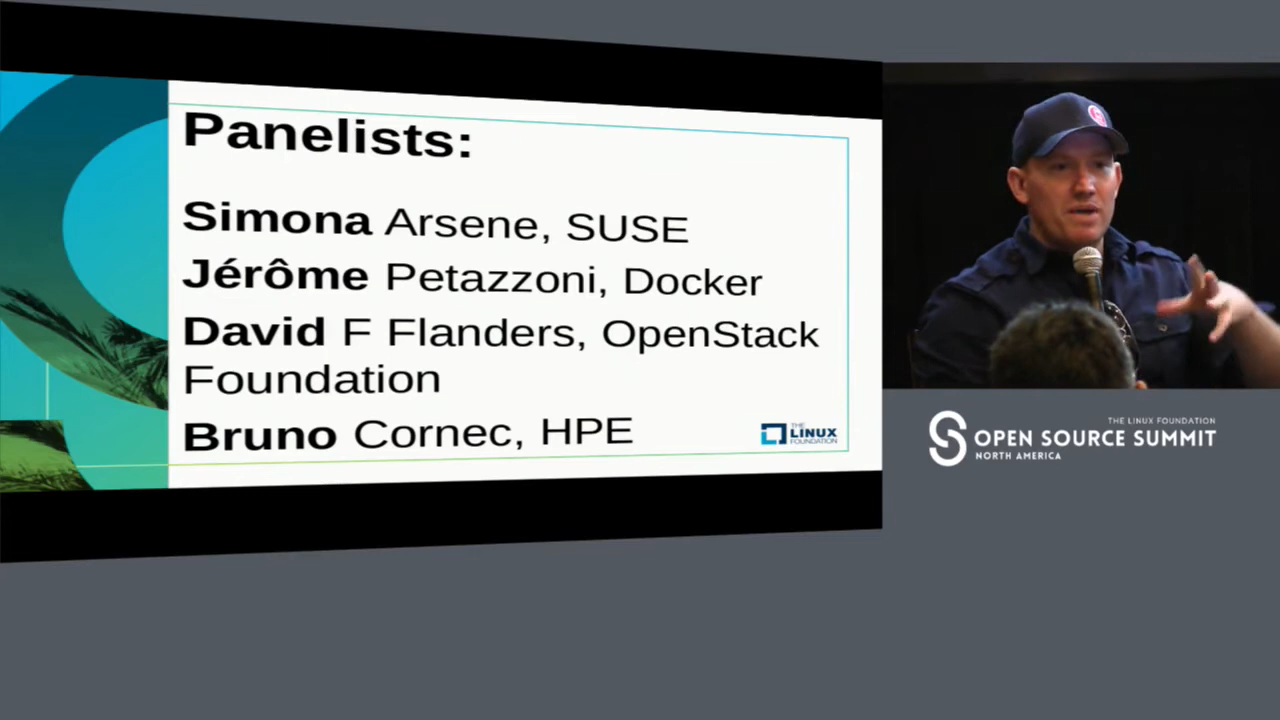 Panelists:
Simona Arsene, SUSE
Jérôme Petazzoni, Docker
David F Flanders, OpenStack
Foundation
Bruno Cornec, HPE
THE
LINUX
FOUNDATION
THE LINUX FOUNDATION
OPEN SOURCE SUMMIT
NORTH AMERICA